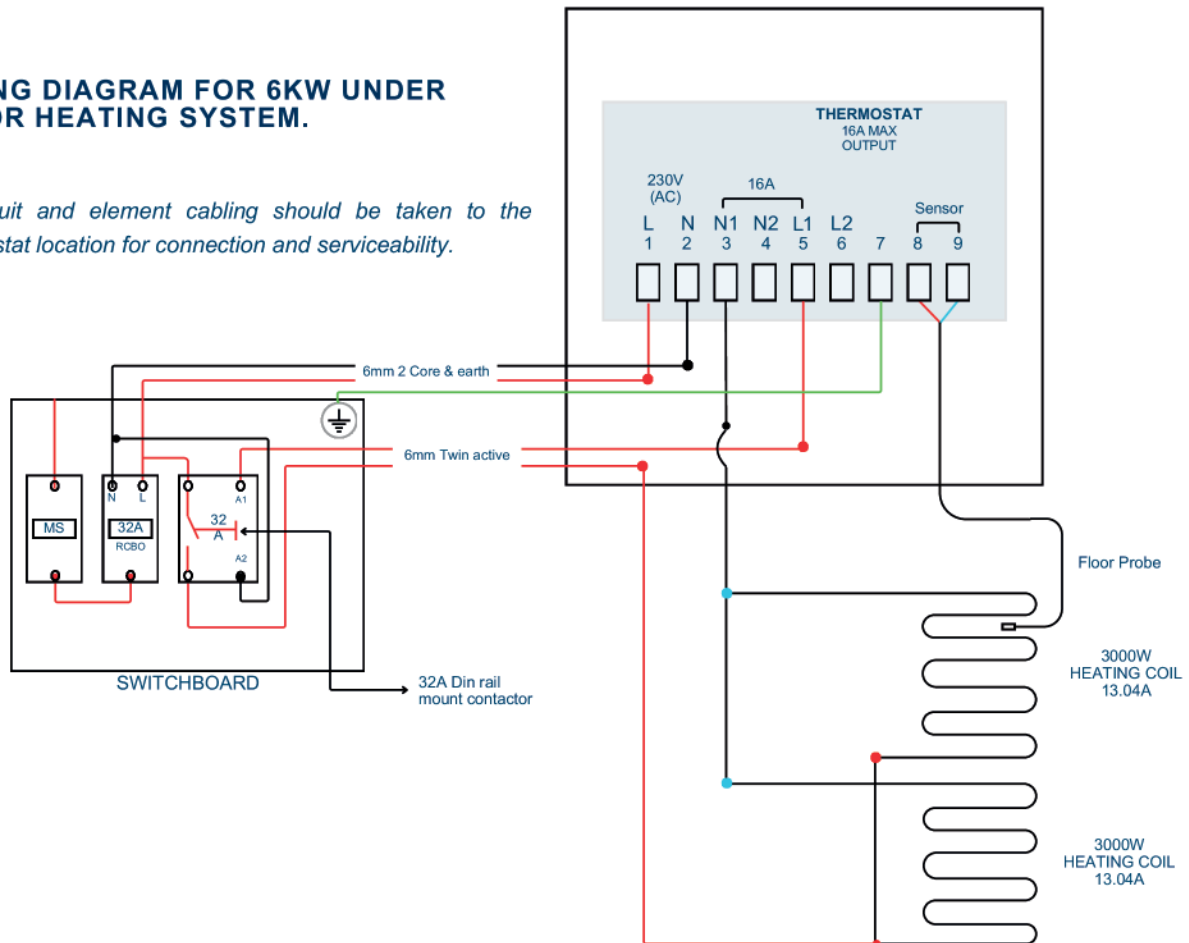 NG DIAGRAM FOR 6KW UNDER
OR HEATING SYSTEM.
uit and element cabling should be taken to the
stat location for connection and serviceability.
THERMOSTAT
16A MAX
OUTPUT
230V
(AC)
16A
Sensor
L N N1 N2 L1 L2
1 2 3 4 5 6 7 8 9
6mm 2 Core & earth
6mm Twin active
N L A1
MS
32A
RCBO
32
A
A2
SWITCHBOARD
32A Din rail
mount contactor
Floor Probe
3000W
HEATING COIL
13.04A
3000W
HEATING COIL
13.04A